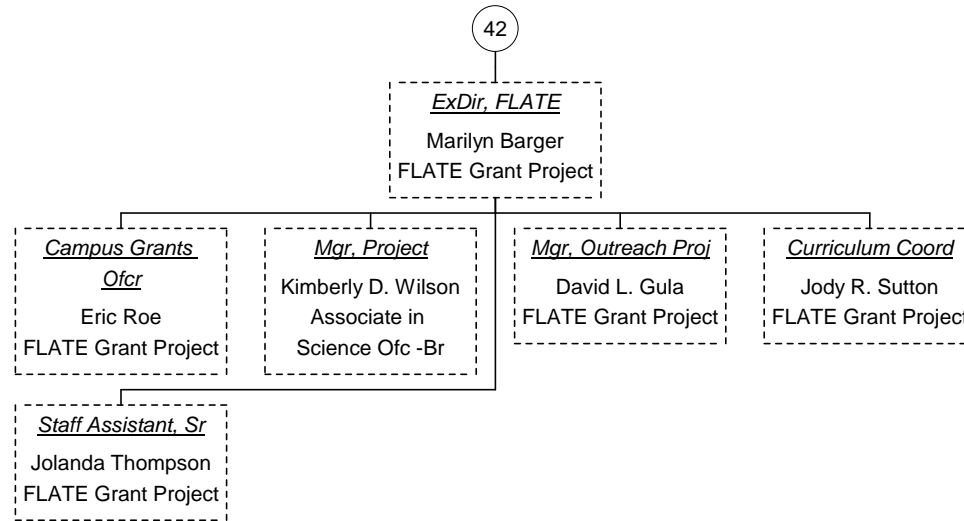 42
ExDir, FLATE
Marilyn Barger
FLATE Grant Project
Campus Grants
Ofcr
Eric Roe
FLATE Grant Project
Mgr, Project
Kimberly D. Wilson
Associate in
Science Ofc -Br
Mgr, Outreach Proj
David L. Gula
FLATE Grant Project
Curriculum Coord
Jody R. Sutton
FLATE Grant Project
Staff Assistant, Sr
Jolanda Thompson
FLATE Grant Project